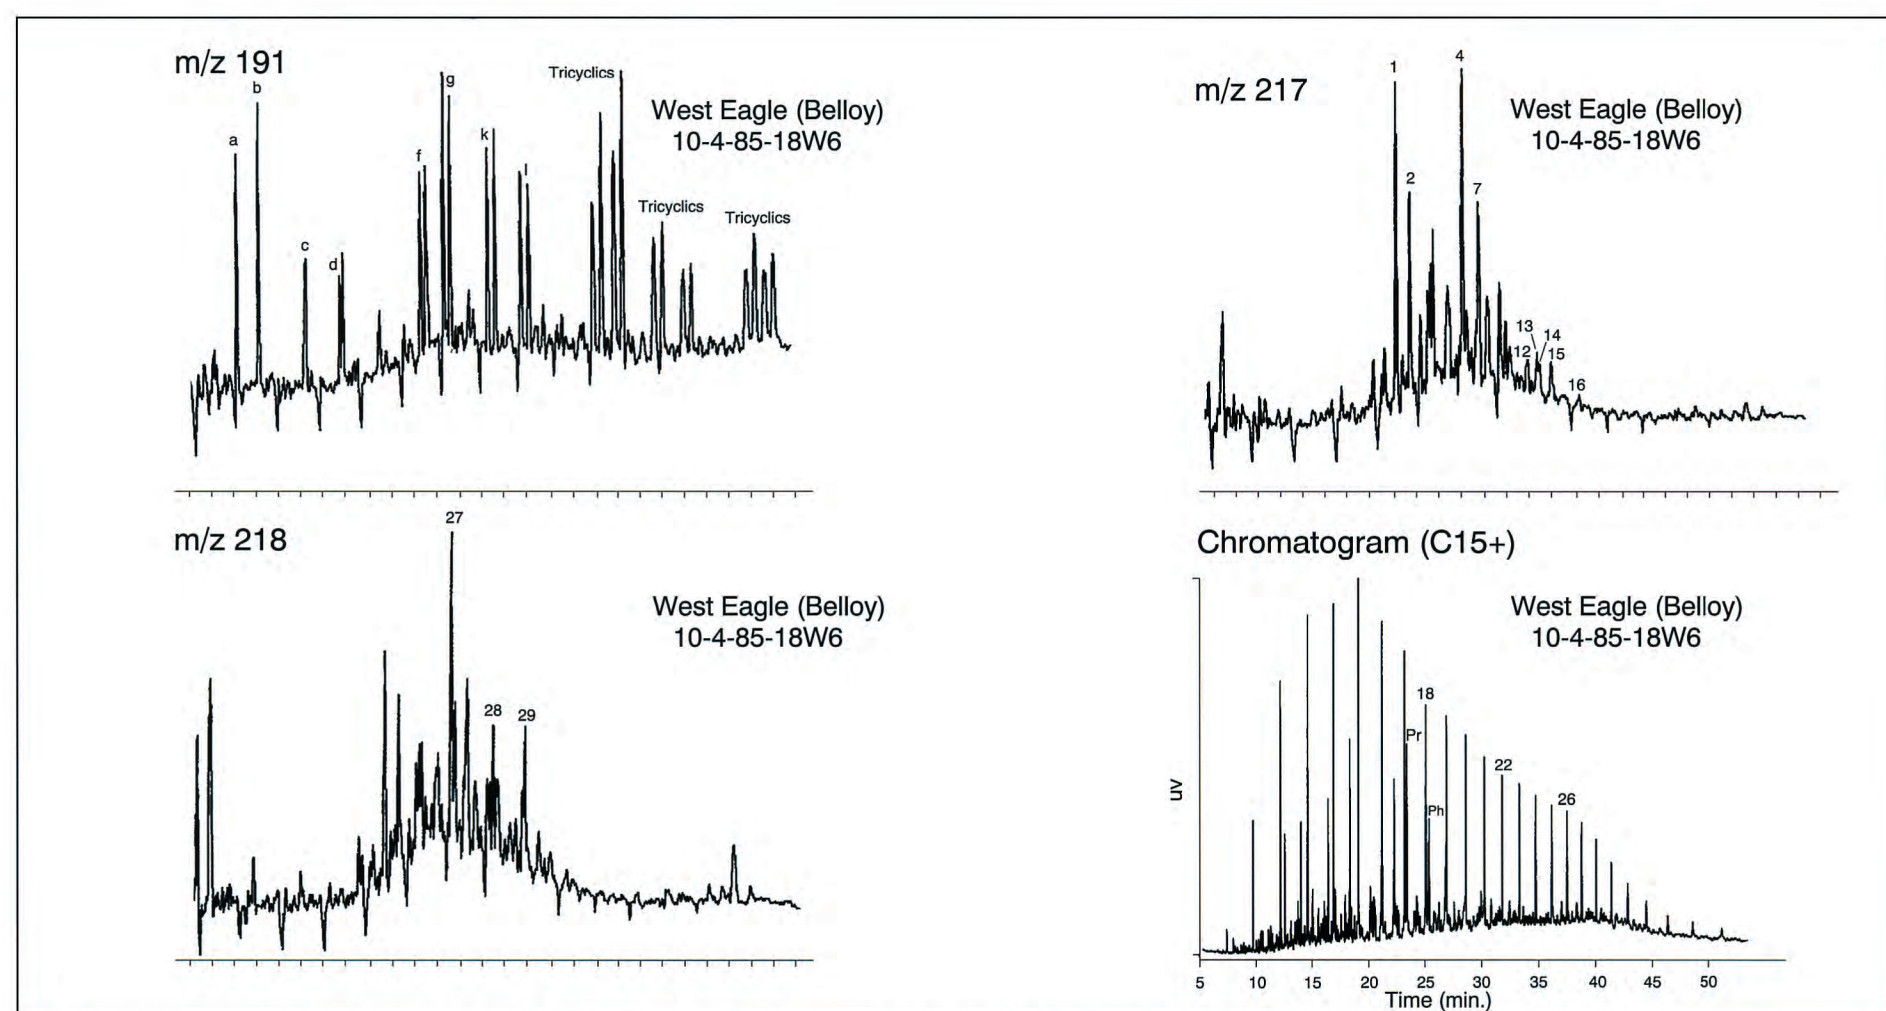 m/z 191
a
b
c
d
f
g
k
l
Tricyclics
Tricyclics
Tricyclics
West Eagle (Belloy)
10-4-85-18W6
m/z 217
1
2
4
7
12
13
14
15
16
West Eagle (Belloy)
10-4-85-18W6
m/z 218
27
28
29
West Eagle (Belloy)
10-4-85-18W6
Chromatogram (C15+)
West Eagle (Belloy)
10-4-85-18W6
uv
Pr
18
Ph
22
26
5 10 15 20 25 30 35 40 45 50
Time (min.)